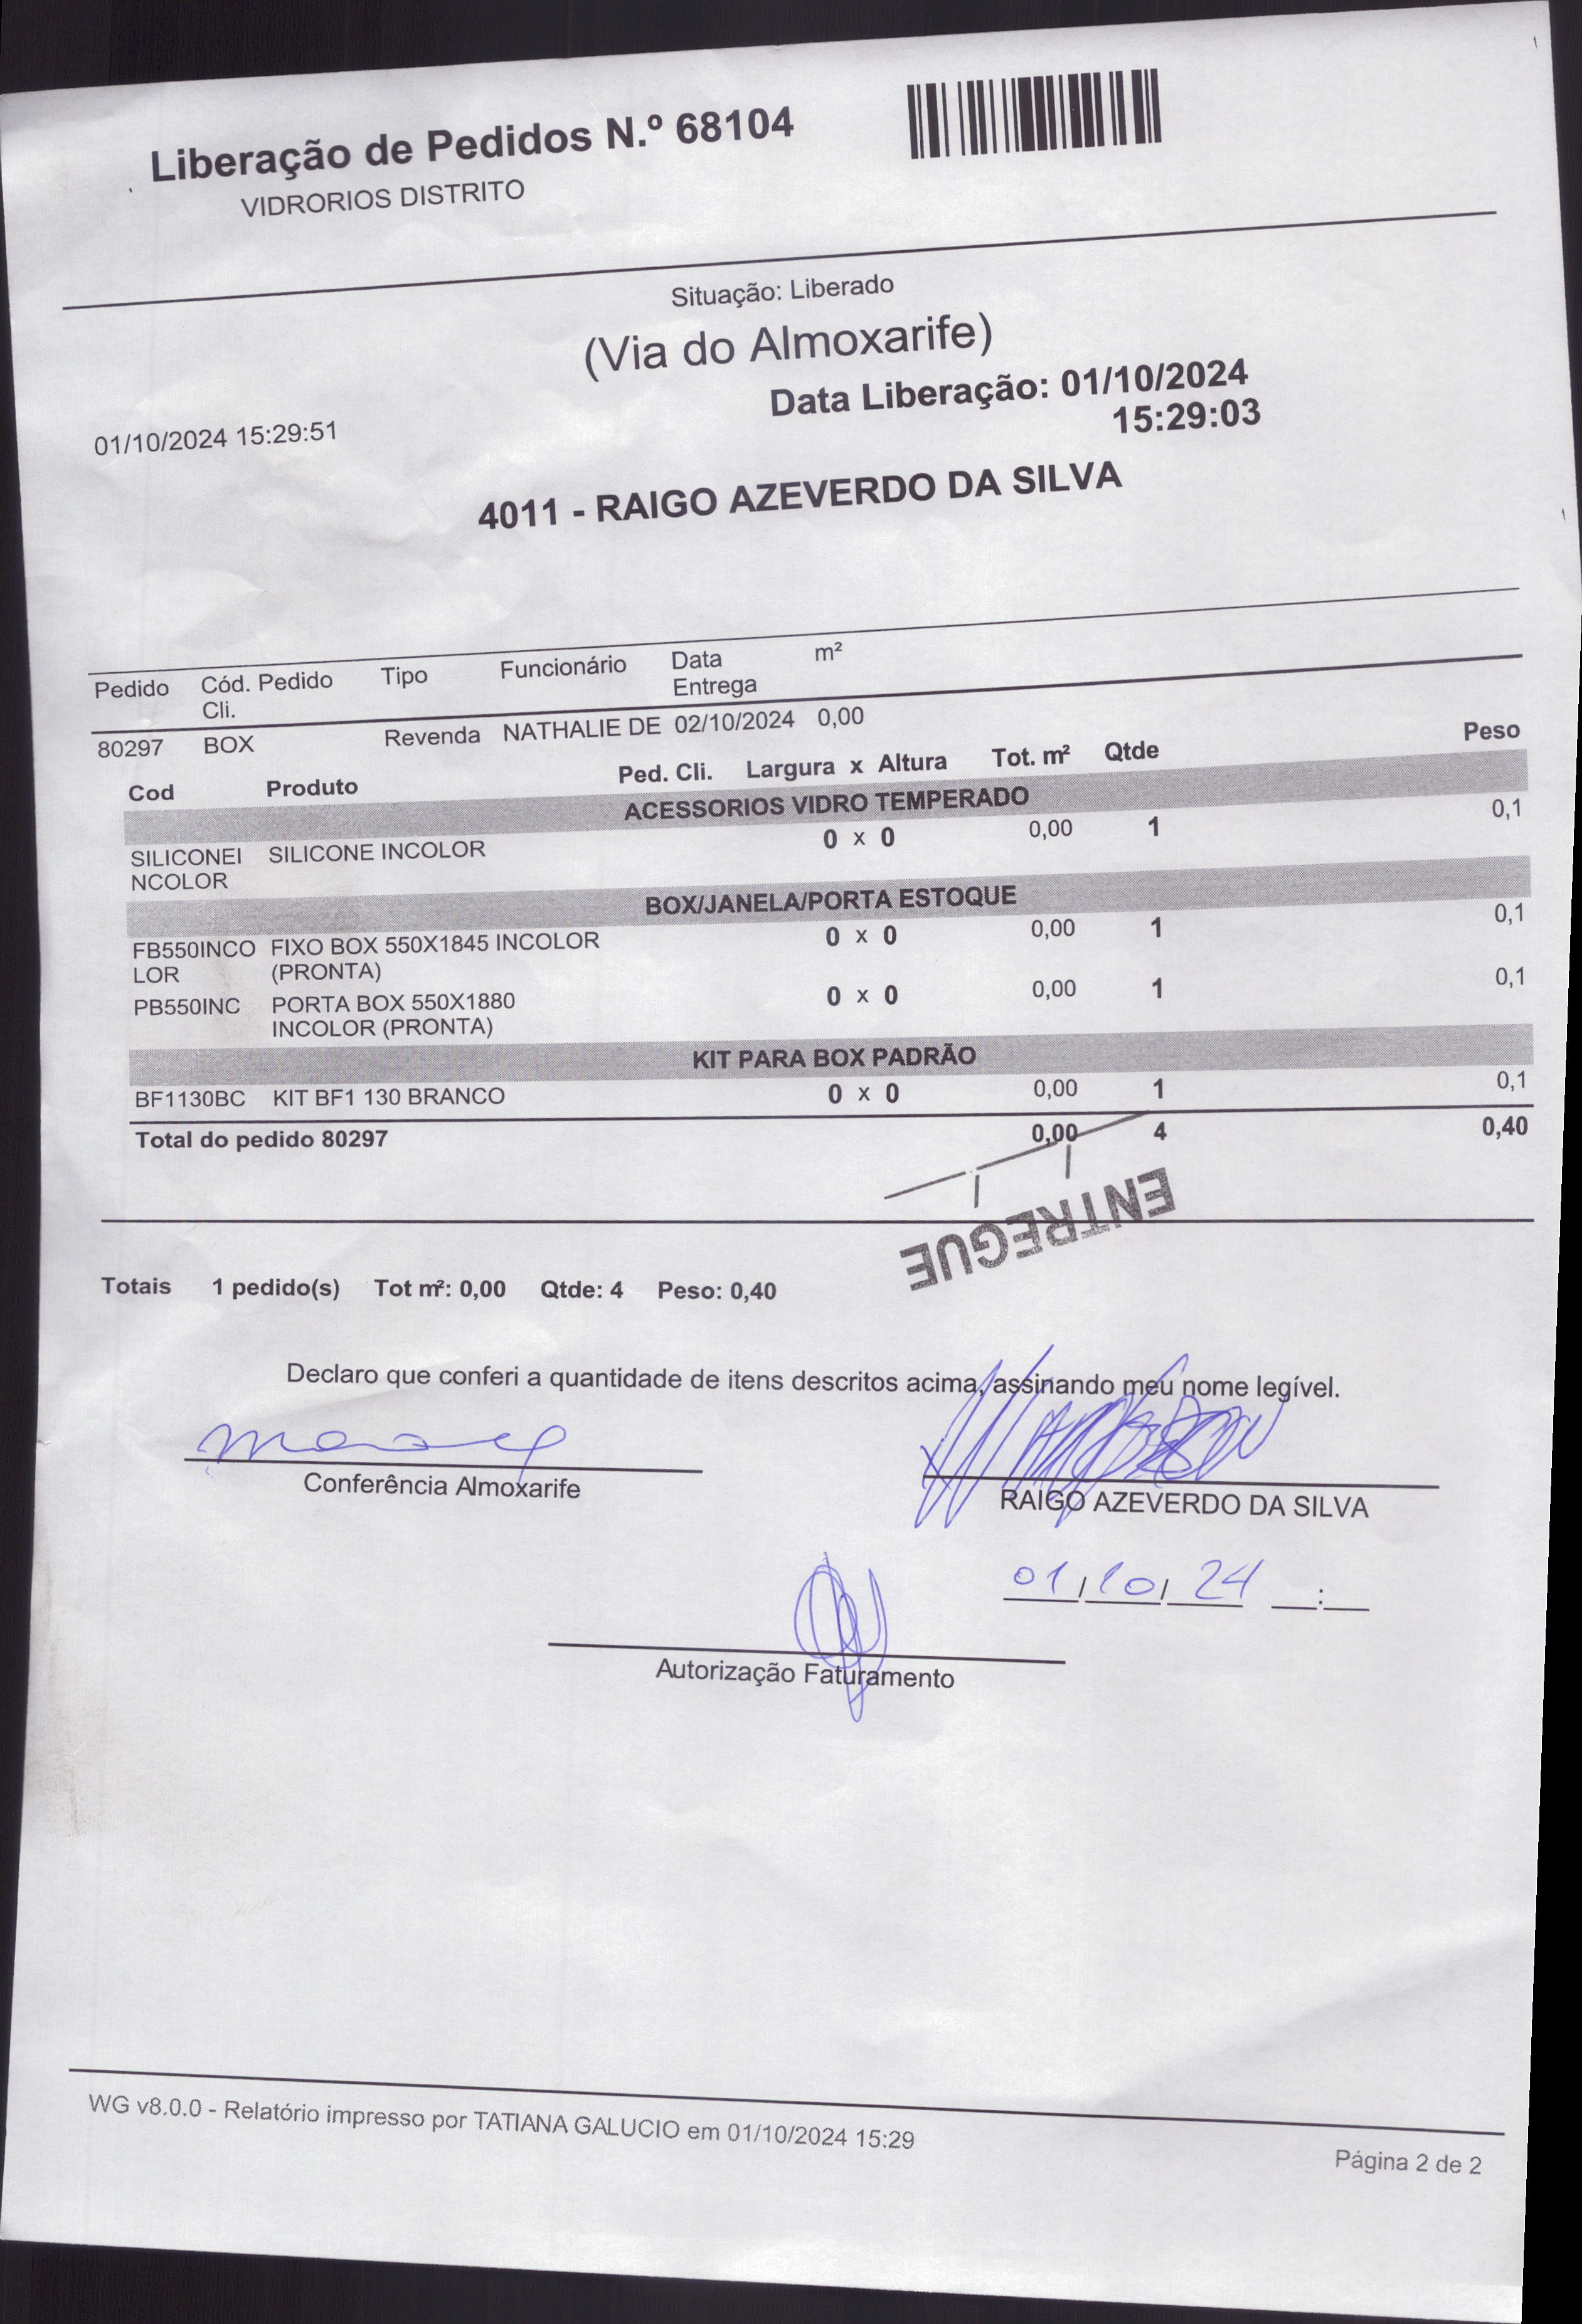 Liberação de Pedidos N.º 68104
VIDRORIOS DISTRITO
Situação: Liberado
(Via do Almoxarife)
Data Liberação: 01/10/2024
15:29:03
01/10/2024 15:29:51
4011 - RAIGO AZEVERDO DA SILVA
Pedido Cód. Pedido Tipo Funcionário Data m²
Cli. Entrega
80297 BOX Revenda NATHALIE DE 02/10/2024 0,00
Cod Produto Ped. Cli. Largura x Altura Tot. m² Qtde Peso
ACESSORIOS VIDRO TEMPERADO
SILICONEI SILICONE INCOLOR 0 x 0 0,00 1 0,1
NCOLOR
BOX/JANELA/PORTA ESTOQUE
FB550INCO FIXO BOX 550X1845 INCOLOR 0 x 0 0,00 1 0,1
LOR (PRONTA)
PB550INC PORTA BOX 550X1880 0 x 0 0,00 1 0,1
INCOLOR (PRONTA)
KIT PARA BOX PADRÃO
BF1130BC KIT BF1 130 BRANCO 0 x 0 0,00 1 0,1
Total do pedido 80297 0,00 4 0,40
ENTREGUE
Totais 1 pedido(s) Tot m²: 0,00 Qtde: 4 Peso: 0,40
Declaro que conferi a quantidade de itens descritos acima, assinando meu nome legível.
Conferência Almoxarife
RAIGO AZEVERDO DA SILVA
01/10/24 __:__
Autorização Faturamento
WG v8.0.0 - Relatório impresso por TATIANA GALUCIO em 01/10/2024 15:29
Página 2 de 2